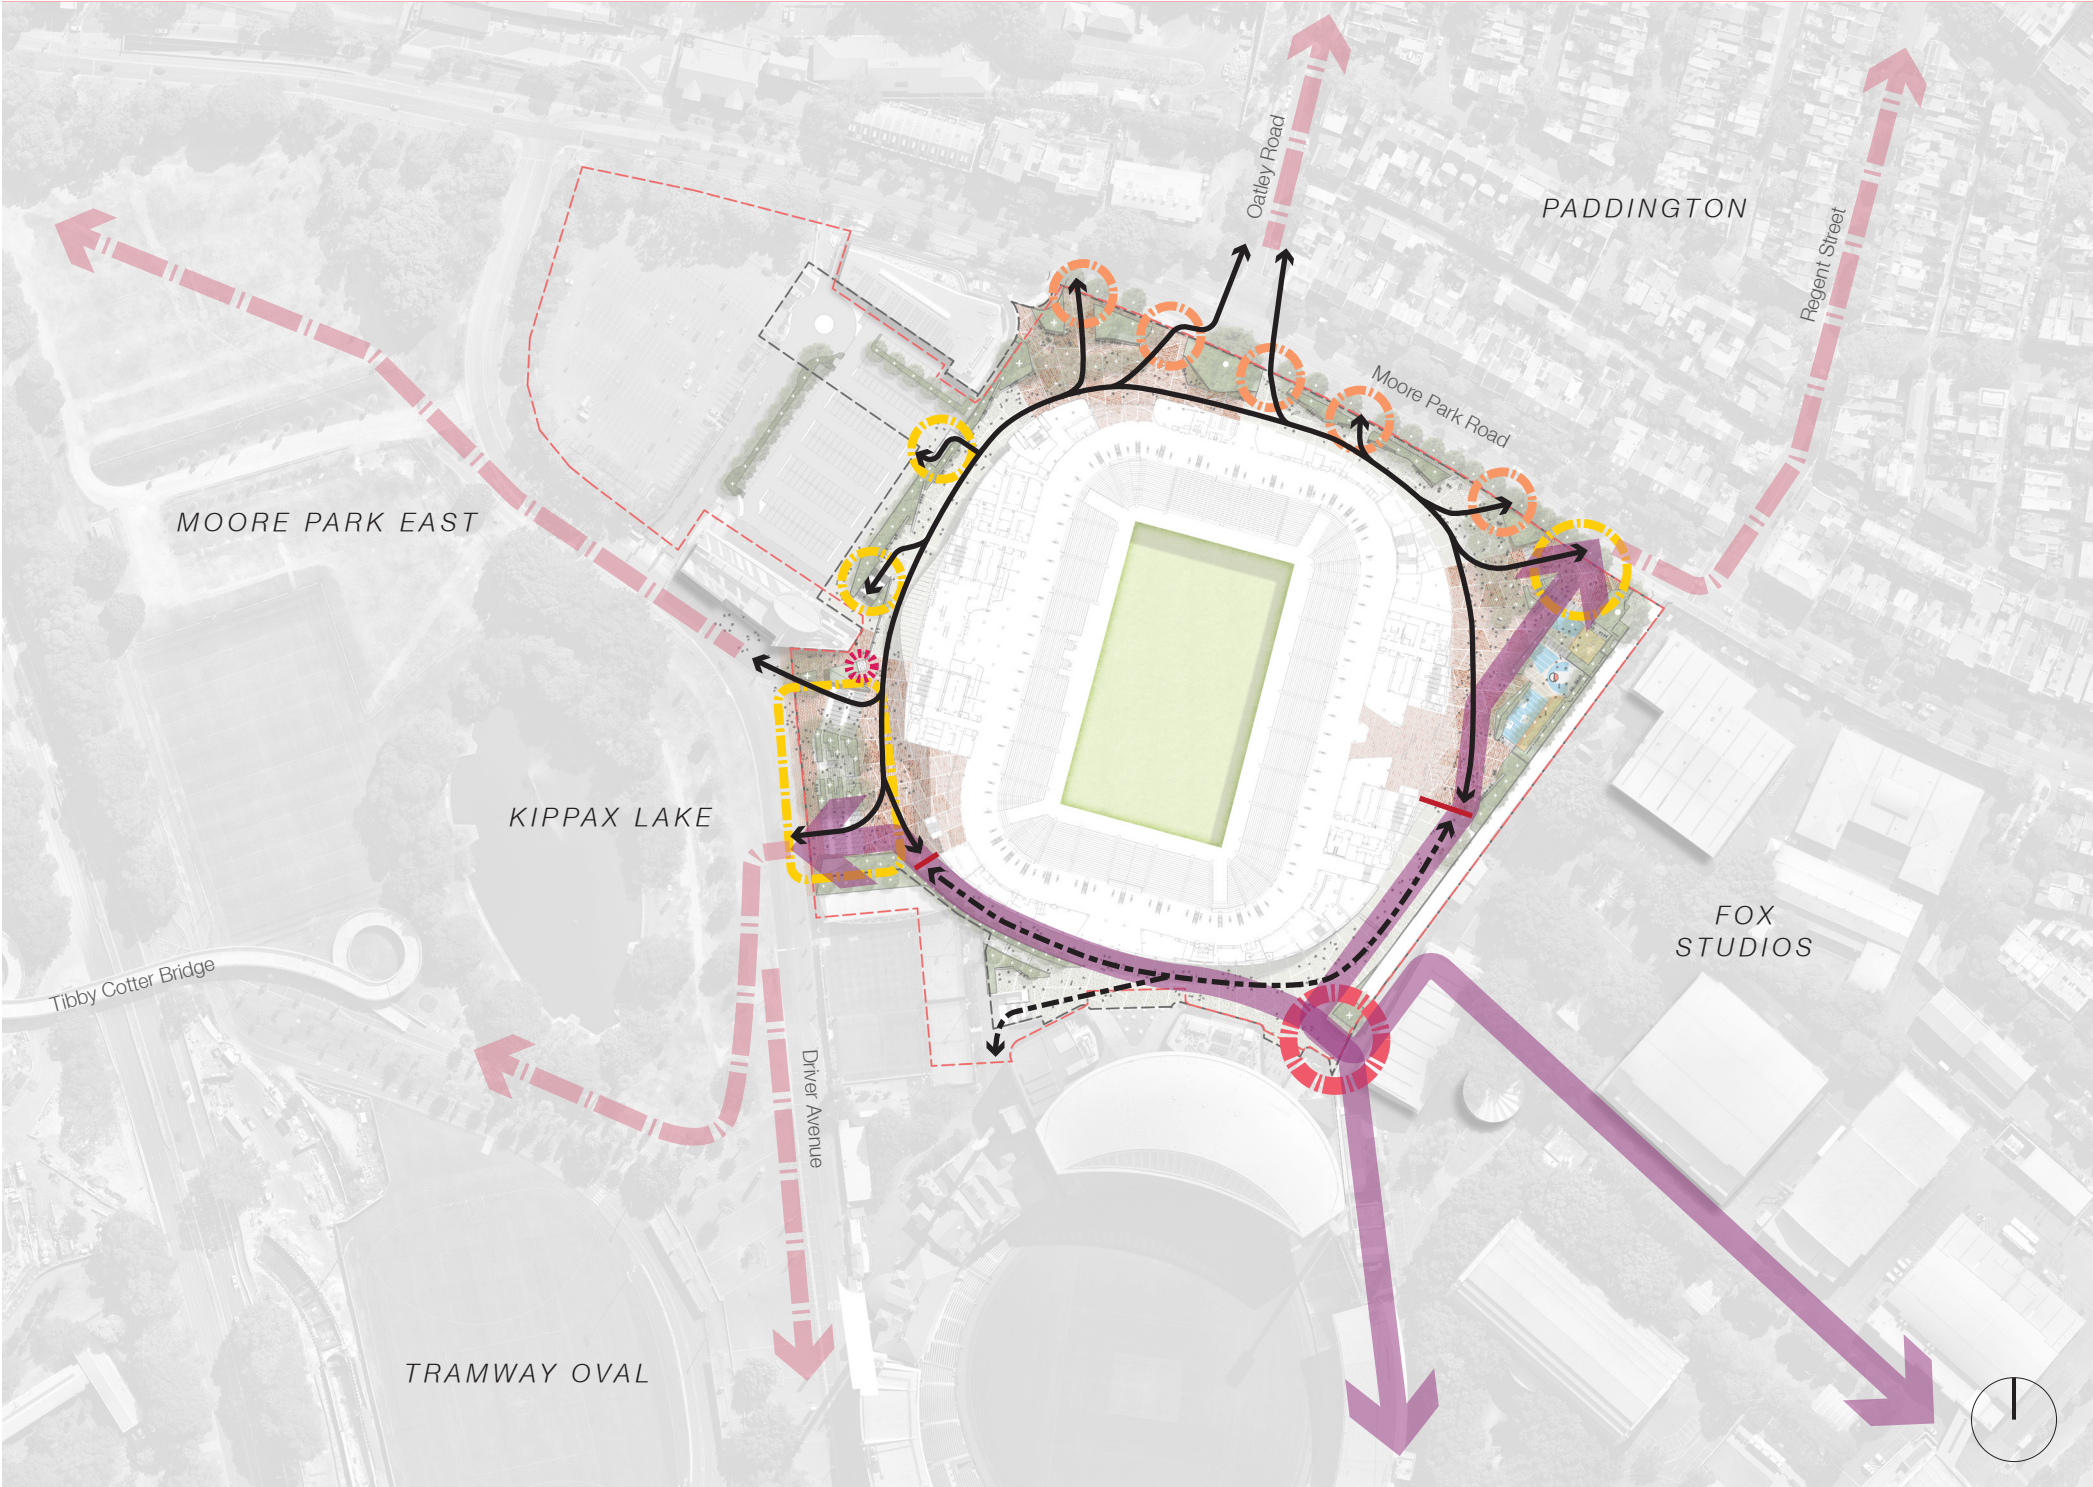 Oatley Road
PADDINGTON
Regent Street
Moore Park Road
MOORE PARK EAST
KIPPAX LAKE
FOX
STUDIOS
Tibby Cotter Bridge
Driver Avenue
TRAMWAY OVAL